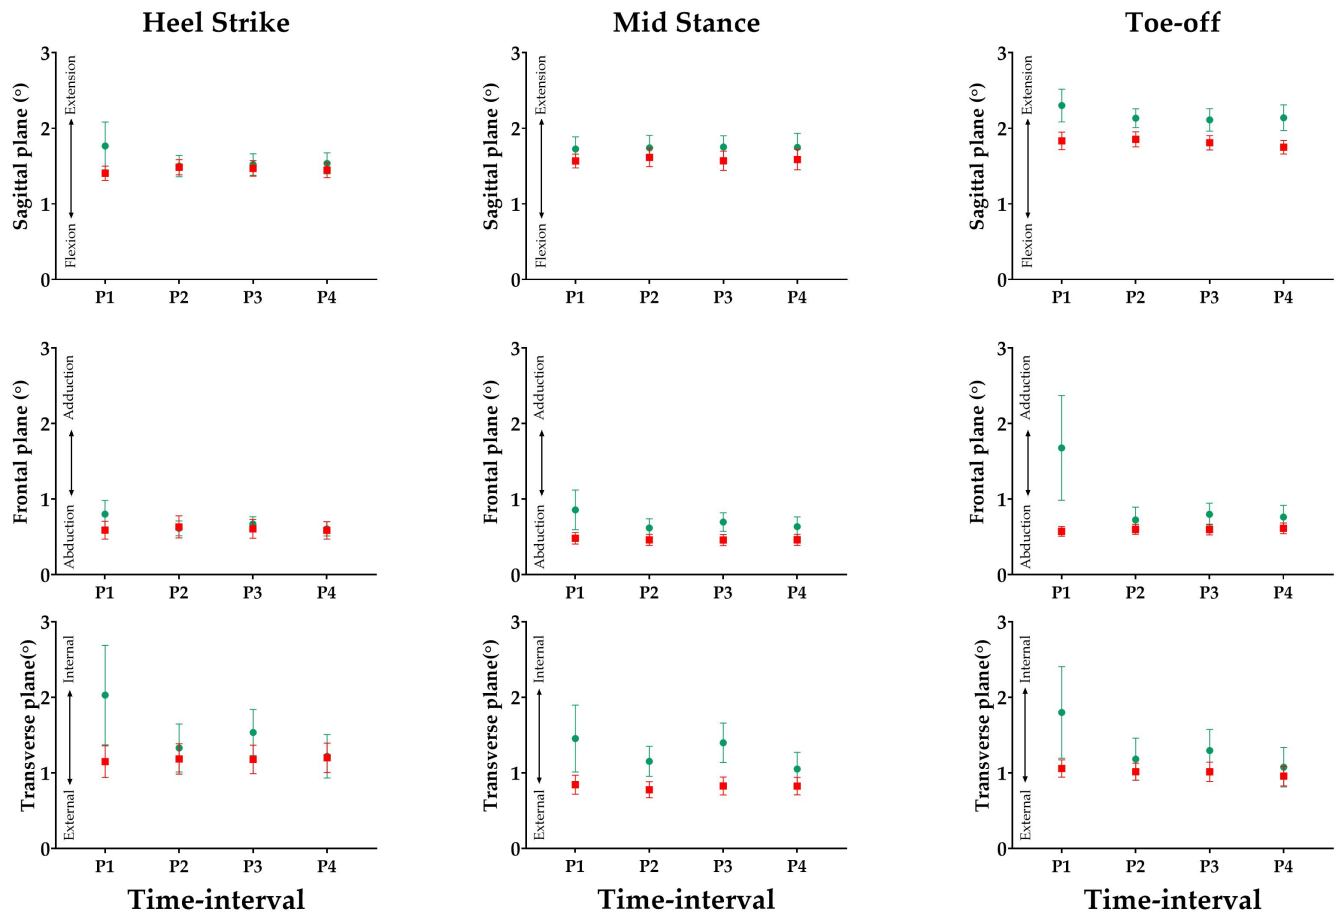 Heel Strike
Mid Stance
Toe-off
3
2
1
0
Sagittal plane (°)
Extension
Flexion
P1 P2 P3 P4
3
2
1
0
Sagittal plane (°)
Extension
Flexion
P1 P2 P3 P4
3
2
1
0
Sagittal plane (°)
Extension
Flexion
P1 P2 P3 P4
3
2
1
0
Frontal plane (°)
Adduction
Abduction
P1 P2 P3 P4
3
2
1
0
Frontal plane (°)
Adduction
Abduction
P1 P2 P3 P4
3
2
1
0
Frontal plane (°)
Adduction
Abduction
P1 P2 P3 P4
3
2
1
0
Transverse plane(°)
Internal
External
P1 P2 P3 P4
Time-interval
3
2
1
0
Transverse plane(°)
Internal
External
P1 P2 P3 P4
Time-interval
3
2
1
0
Transverse plane(°)
Internal
External
P1 P2 P3 P4
Time-interval